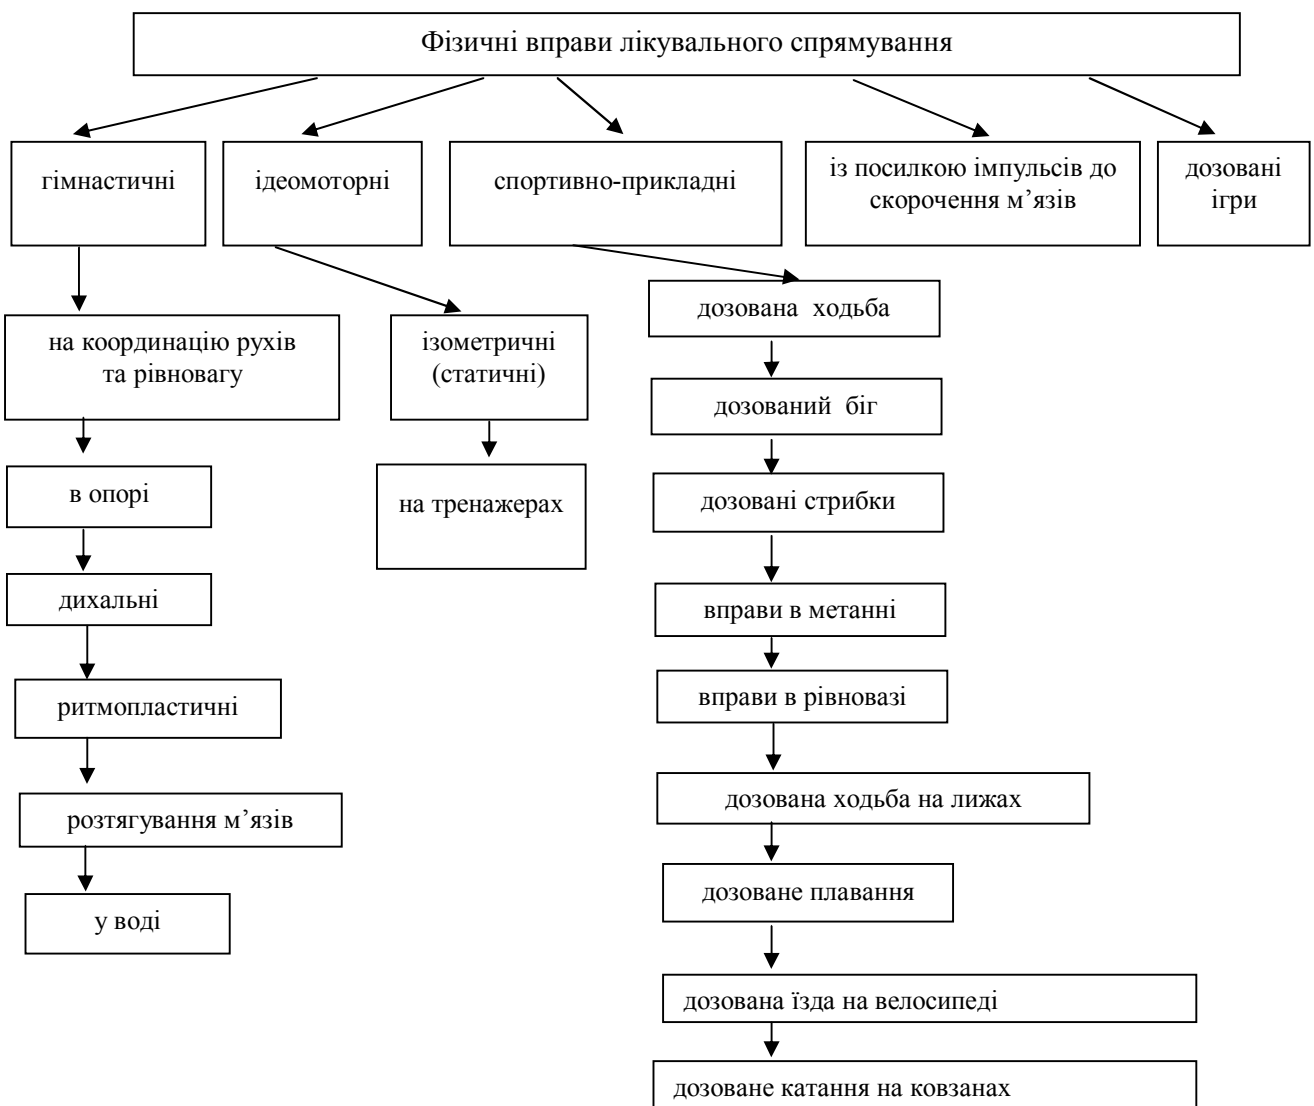 Фізичні вправи лікувального спрямування
гімнастичні
ідеомоторні
спортивно-прикладні
із посилкою імпульсів до
скорочення м’язів
дозовані
ігри
на координацію рухів
та рівновагу
в опорі
дихальні
ритмопластичні
розтягування м’язів
у воді
ізометричні
(статичні)
на тренажерах
дозована ходьба
дозований біг
дозовані стрибки
вправи в метанні
вправи в рівновазі
дозована ходьба на лижах
дозоване плавання
дозована їзда на велосипеді
дозоване катання на ковзанах